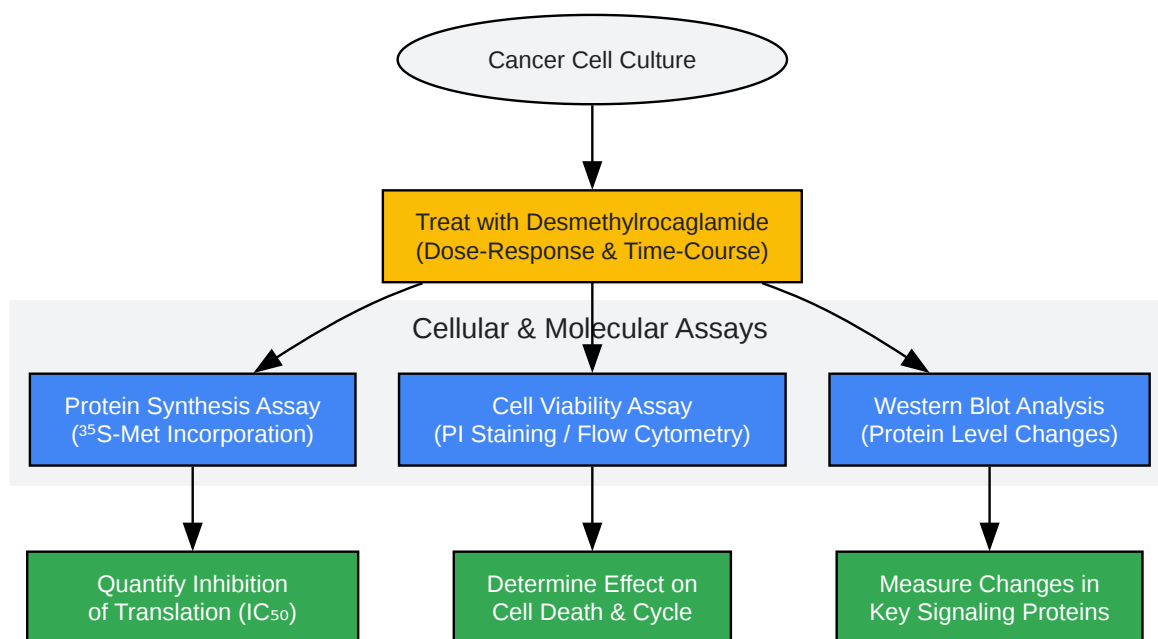 Cancer Cell Culture
Treat with Desmethylrocaglamide
(Dose-Response & Time-Course)
Cellular & Molecular Assays
Protein Synthesis Assay
(³⁵S-Met Incorporation)
Cell Viability Assay
(PI Staining / Flow Cytometry)
Western Blot Analysis
(Protein Level Changes)
Quantify Inhibition
of Translation (IC₅₀)
Determine Effect on
Cell Death & Cycle
Measure Changes in
Key Signaling Proteins